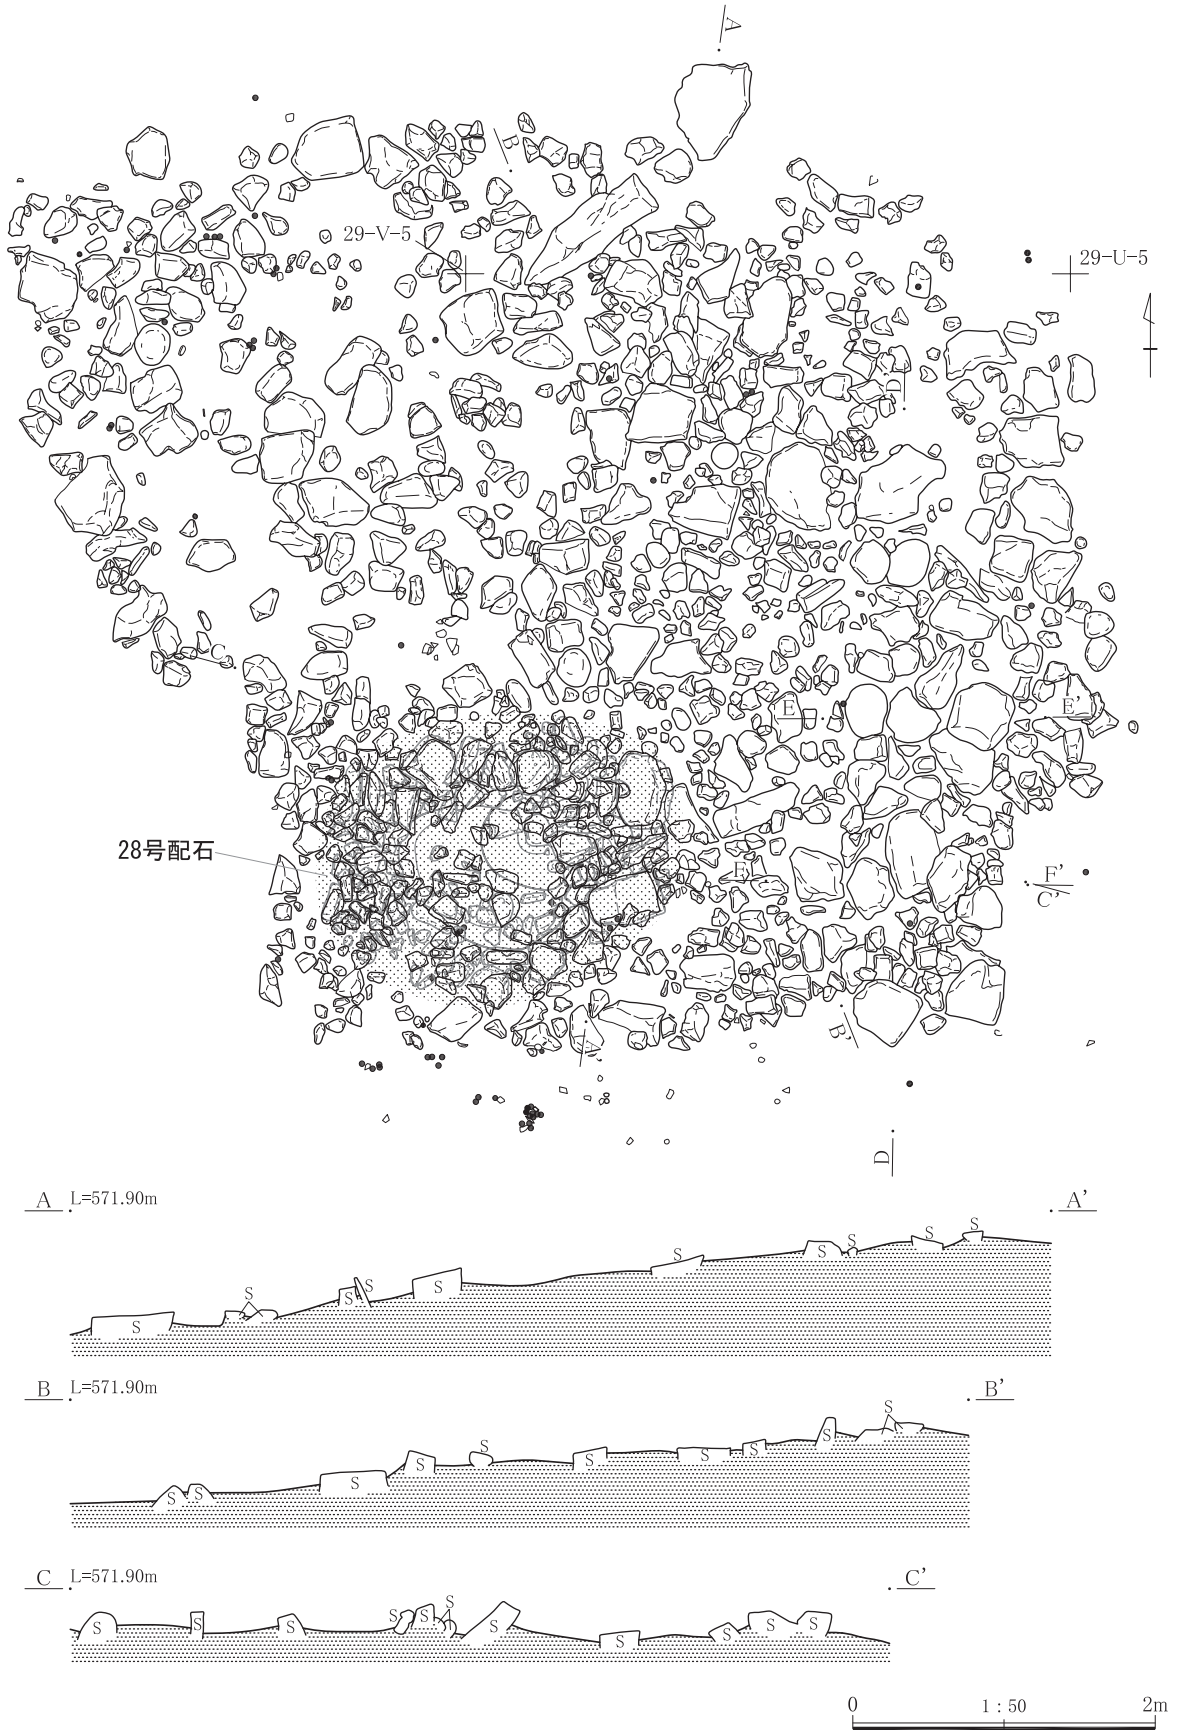 A
B
29-V-5
29-U-5
D
C
E
E'
28号配石
E
F'
C'
B'
D
A L=571.90m A'
S S S S S S S S S S
B L=571.90m B'
S S S S S S S S S S
C L=571.90m C'
S S S S S S S S S S S
0 1:50 2m